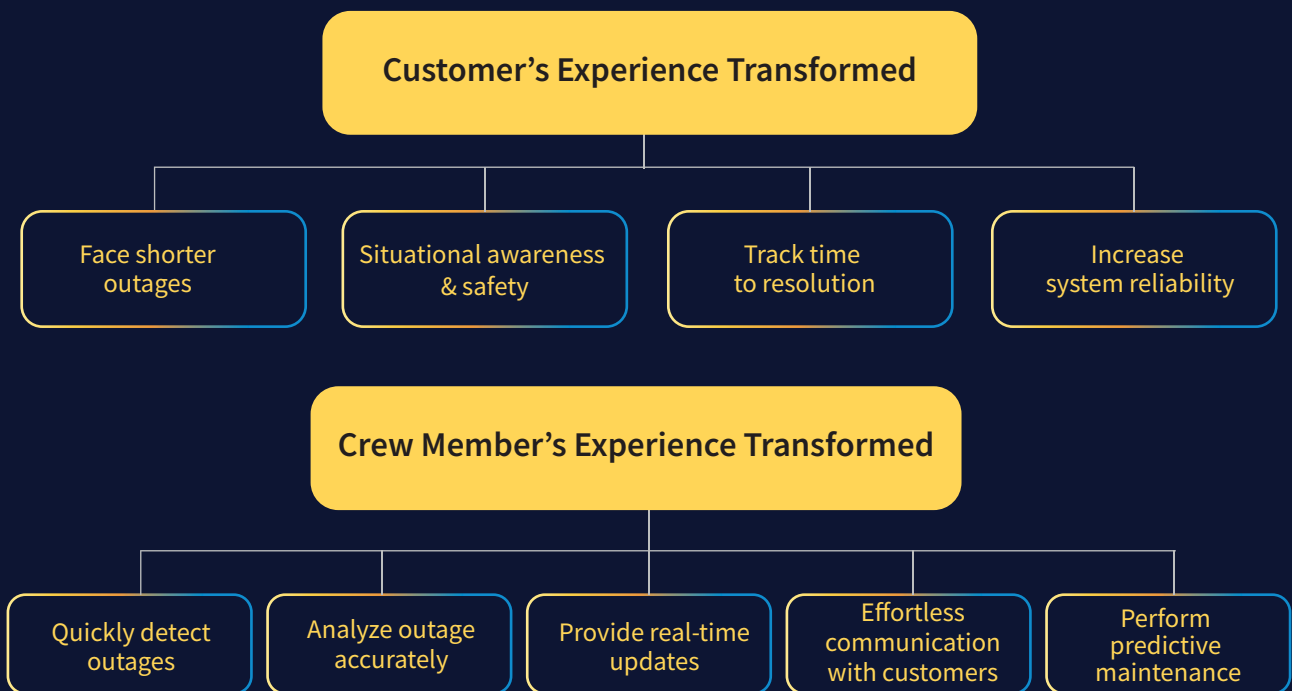 Customer’s Experience Transformed
Face shorter
outages
Situational awareness
& safety
Track time
to resolution
Increase
system reliability
Crew Member’s Experience Transformed
Quickly detect
outages
Analyze outage
accurately
Provide real-time
updates
Effortless
communication
with customers
Perform
predictive
maintenance